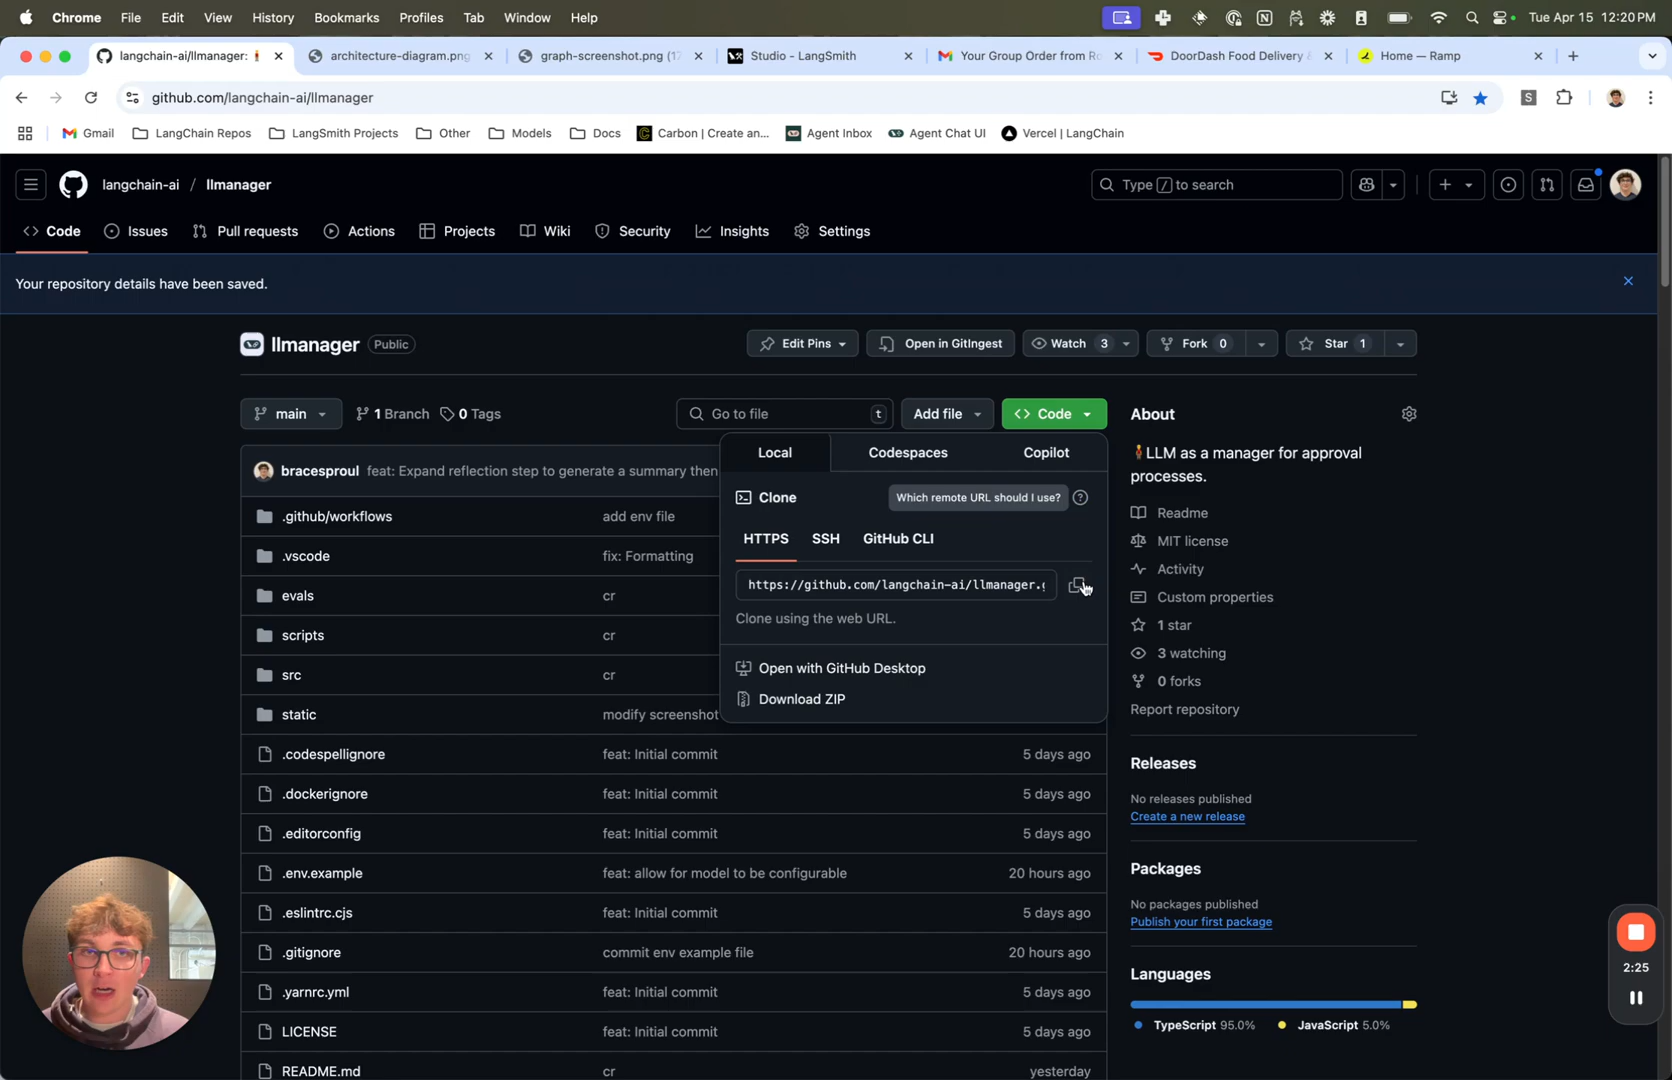 Chrome File Edit View History Bookmarks Profiles Tab Window Help Tue Apr 15 12:20 PM
langchain-ai/llmanager: architecture-diagram.png graph-screenshot.png (12 Studio - LangSmith Your Group Order from Ro DoorDash Food Delivery & Home — Ramp
github.com/langchain-ai/llmanager S
Gmail LangChain Repos LangSmith Projects Other Models Docs Carbon | Create an... Agent Inbox Agent Chat UI Vercel | LangChain
langchain-ai / llmanager Type / to search
Code Issues Pull requests Actions Projects Wiki Security Insights Settings
Your repository details have been saved.
llmanager Public Edit Pins Open in GitIngest Watch 3 Fork 0 Star 1
main 1 Branch 0 Tags Go to file t Add file Code
About
LLM as a manager for approval
processes.
Readme
MIT license
Activity
Custom properties
1 star
3 watching
0 forks
Report repository
Local Codespaces Copilot
Clone Which remote URL should I use?
HTTPS SSH GitHub CLI
https://github.com/langchain-ai/llmanager.g
Clone using the web URL.
Open with GitHub Desktop
Download ZIP
bracesproul feat: Expand reflection step to generate a summary then
.github/workflows add env file
.vscode fix: Formatting
evals cr
scripts cr
src cr
static modify screenshot
.codespellignore feat: Initial commit 5 days ago
.dockerignore feat: Initial commit 5 days ago
.editorconfig feat: Initial commit 5 days ago
.env.example feat: allow for model to be configurable 20 hours ago
.eslintrc.cjs feat: Initial commit 5 days ago
.gitignore commit env example file 20 hours ago
.yarnrc.yml feat: Initial commit 5 days ago
LICENSE feat: Initial commit 5 days ago
README.md cr yesterday
Releases
No releases published
Create a new release
Packages
No packages published
Publish your first package
Languages
TypeScript 95.0% JavaScript 5.0%
2:25